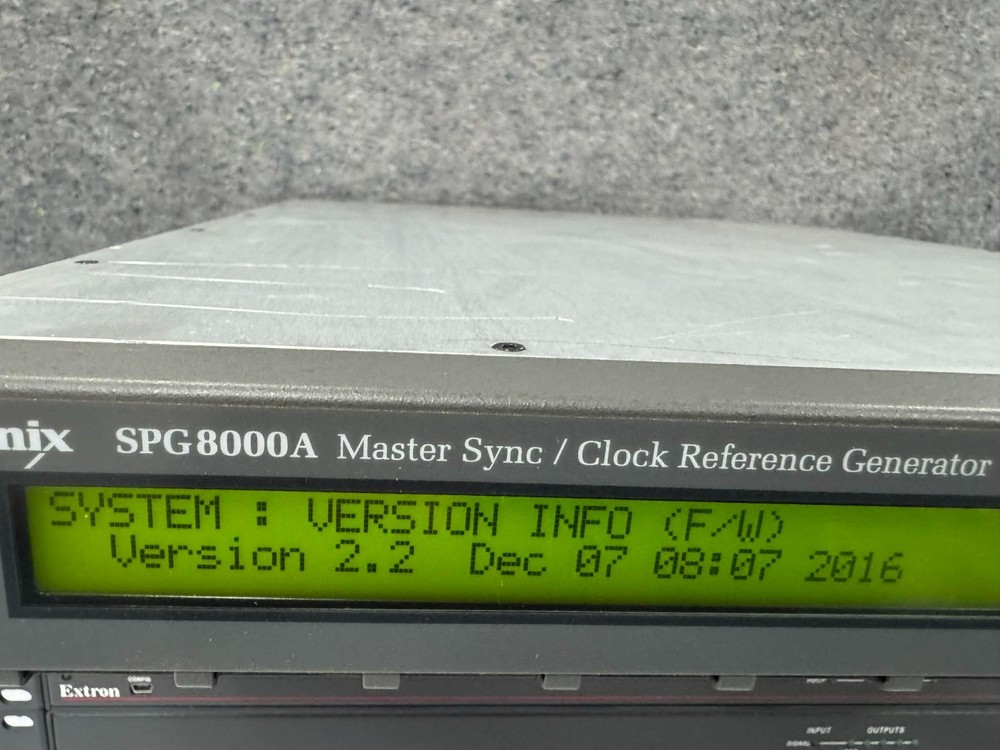 nix SPG8000A Master Sync / Clock Reference Generator
SYSTEM : VERSION INFO (F/W)
Version 2.2 Dec 07 08:07 2016
Extron
CONFIG
INPUT OUTPUTS
SIGNAL